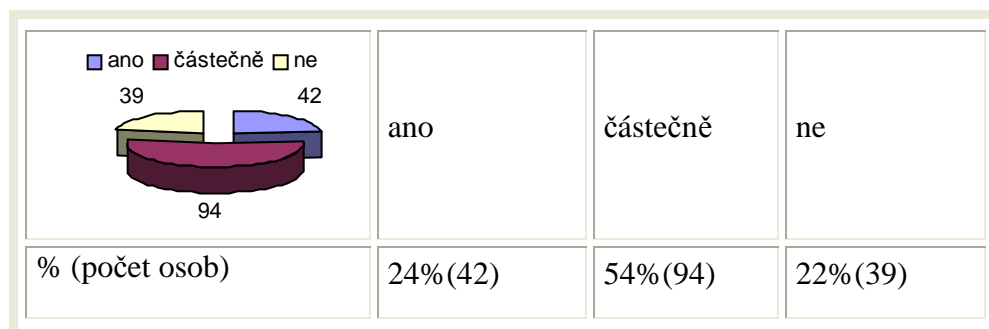 ano částečně ne
39 42
94
ano částečně ne
% (počet osob) 24%(42) 54%(94) 22%(39)